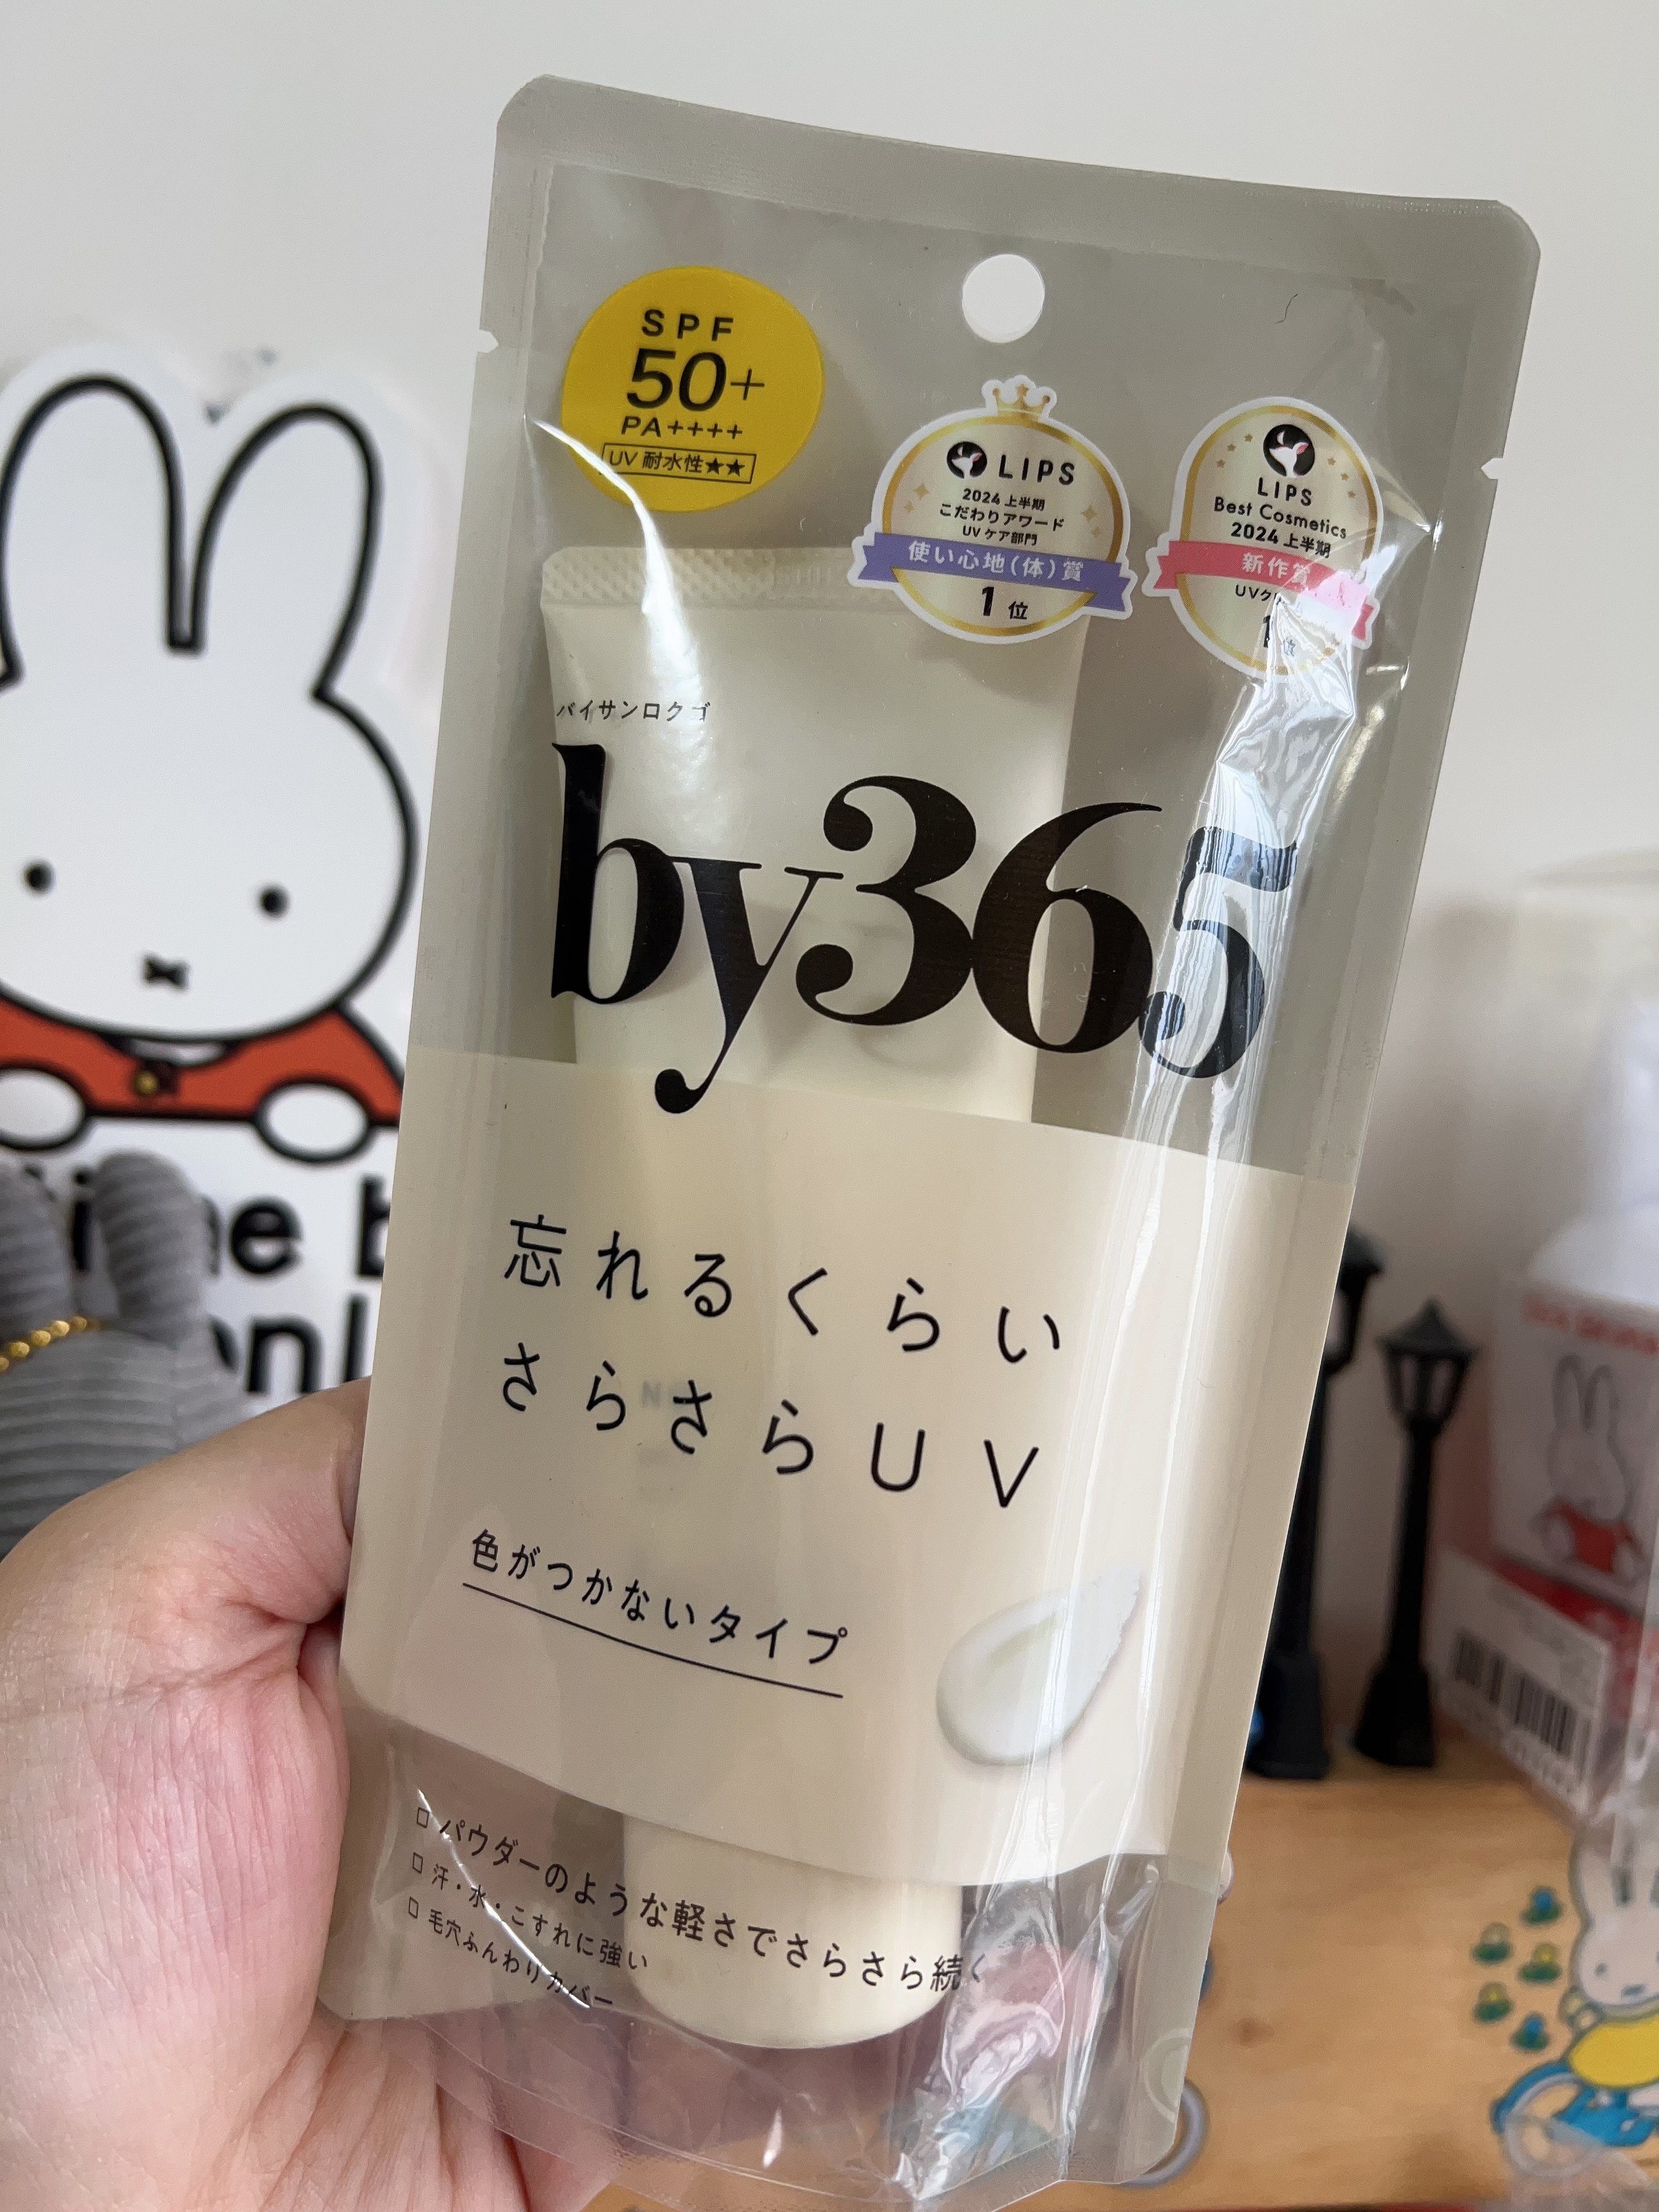 SPF
50+
PA++++
UV 耐水性★★
LIPS
2024 上半期
こだわりアワード
UV ケア部門
使い心地(体)賞
1位
LIPS
Best Cosmetics
2024 上半期
新作賞
バイサンロクゴ
by365
忘れるくらい
さらさらUV
色がつかないタイプ
□ パウダーのような軽さでさらさら続く
□ 汗・水・こすれに強い
□ 毛穴ふんわりカバー